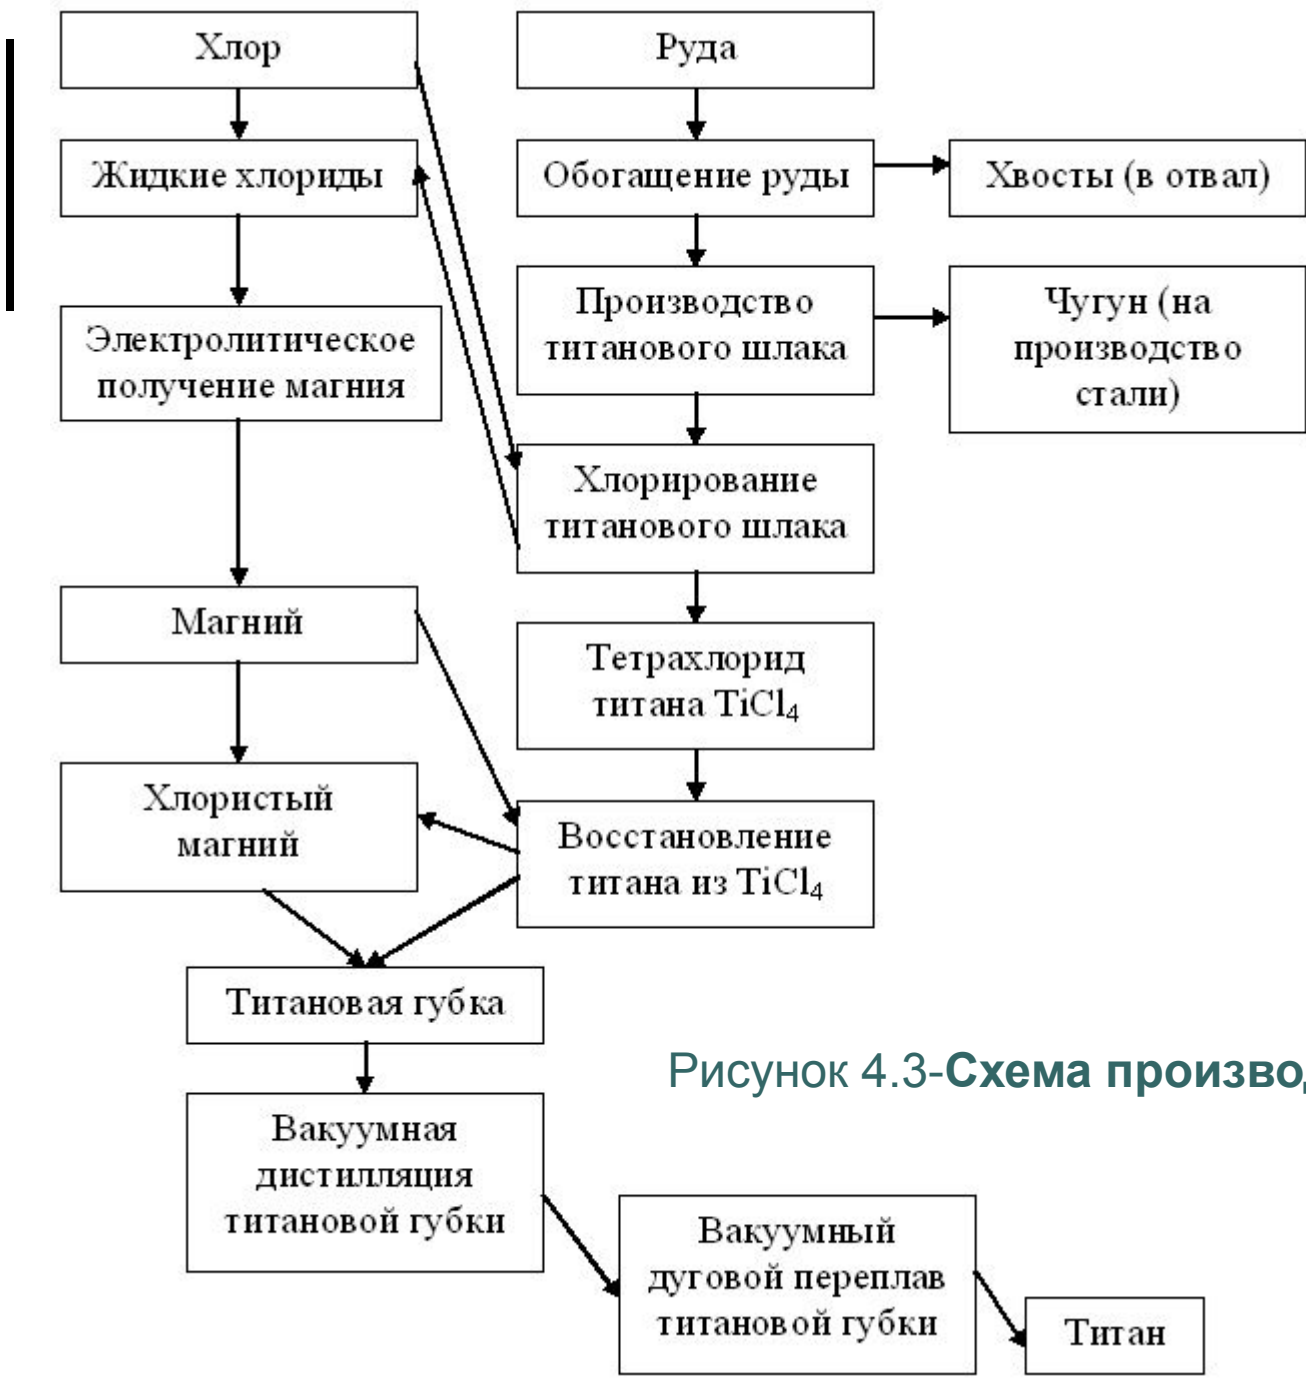 Хлор
Руда
Жидкие хлориды
Обогащение руды
Хвосты (в отвал)
Электролитическое
получение магния
Производство
титанового шлака
Чугун (на
производство
стали)
Хлорирование
титанового шлака
Магний
Тетрахлорид
титана TiCl₄
Хлористый
магний
Восстановление
титана из TiCl₄
Титановая губка
Рисунок 4.3-Схема
Вакуумная
дистилляция
титановой губки
Вакуумный
дуговой переплав
титановой губки
Титан